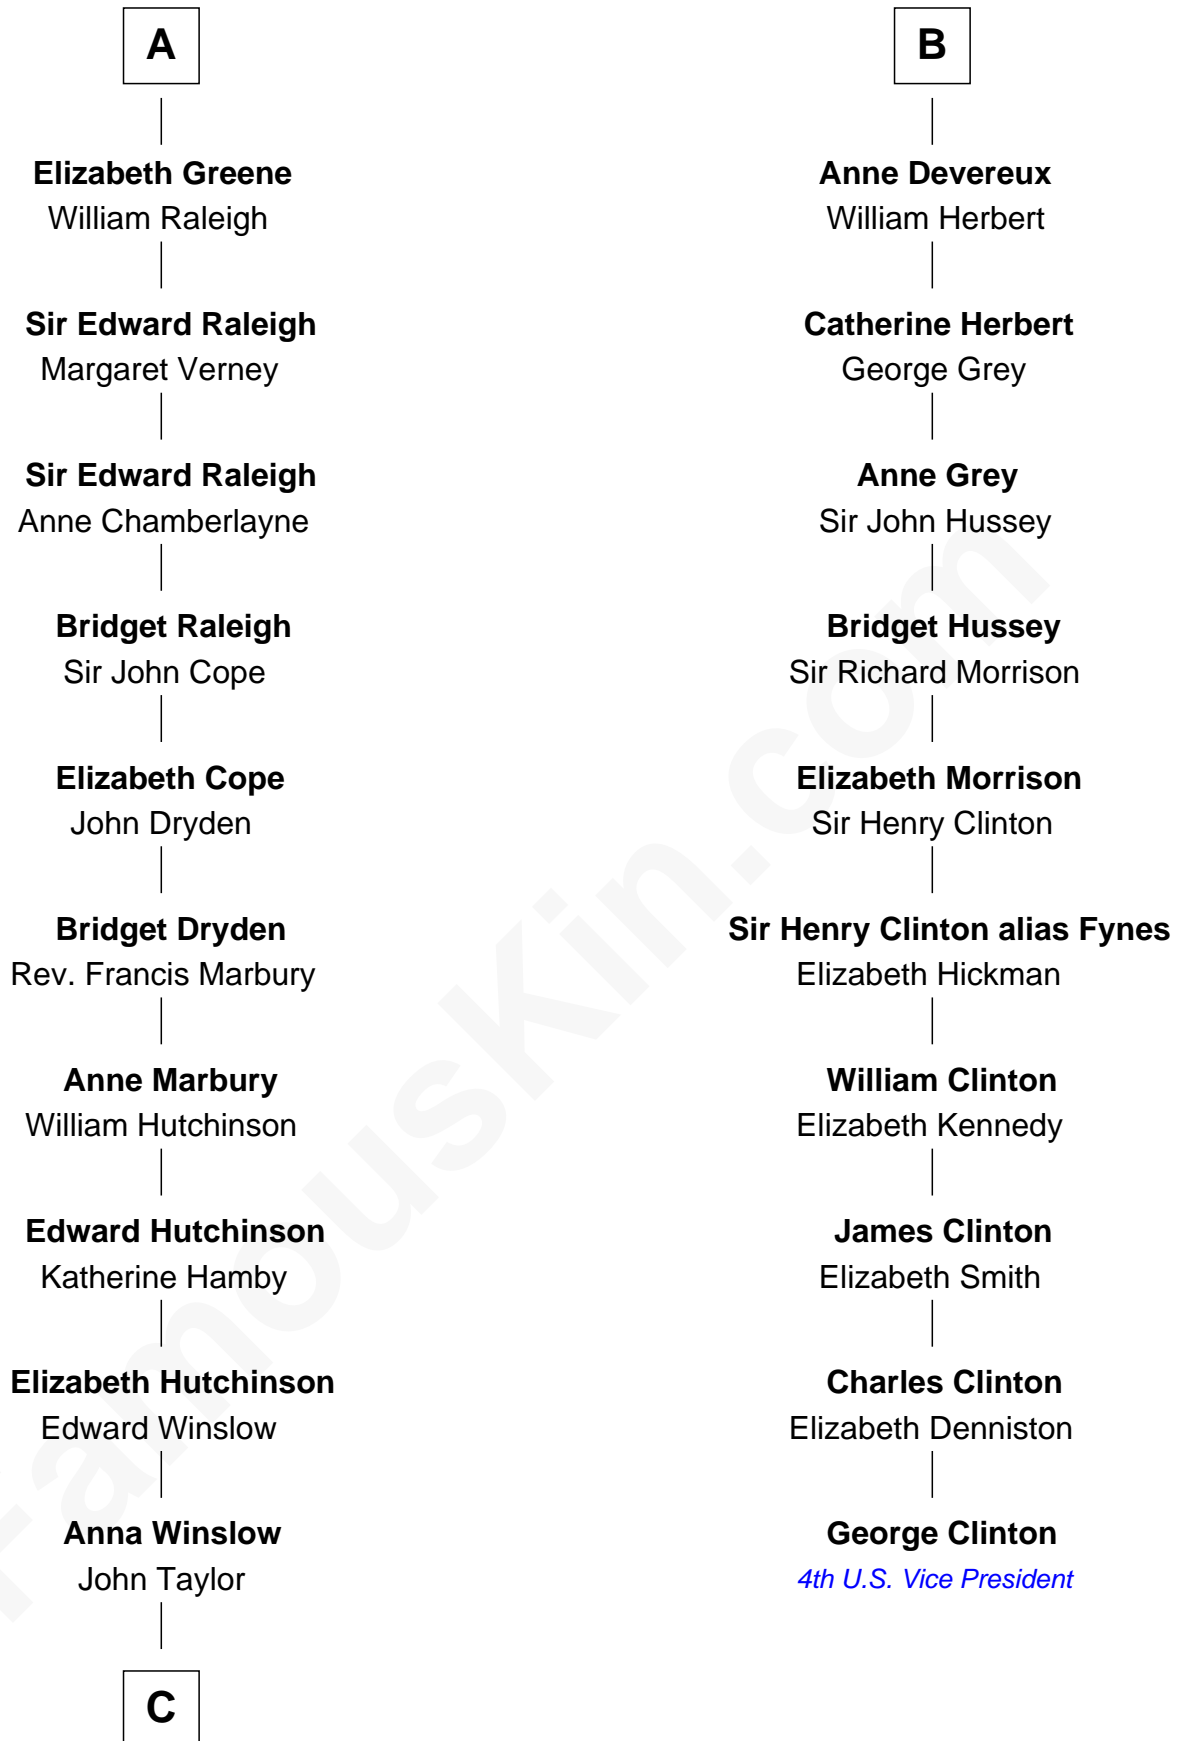 A
Elizabeth Greene
William Raleigh
Sir Edward Raleigh
Margaret Verney
Sir Edward Raleigh
Anne Chamberlayne
Bridget Raleigh
Sir John Cope
Elizabeth Cope
John Dryden
Bridget Dryden
Rev. Francis Marbury
Anne Marbury
William Hutchinson
Edward Hutchinson
Katherine Hamby
Elizabeth Hutchinson
Edward Winslow
Anna Winslow
John Taylor
C
B
Anne Devereux
William Herbert
Catherine Herbert
George Grey
Anne Grey
Sir John Hussey
Bridget Hussey
Sir Richard Morrison
Elizabeth Morrison
Sir Henry Clinton
Sir Henry Clinton alias Fynes
Elizabeth Hickman
William Clinton
Elizabeth Kennedy
James Clinton
Elizabeth Smith
Charles Clinton
Elizabeth Denniston
George Clinton
4th U.S. Vice President
FamousKin.com